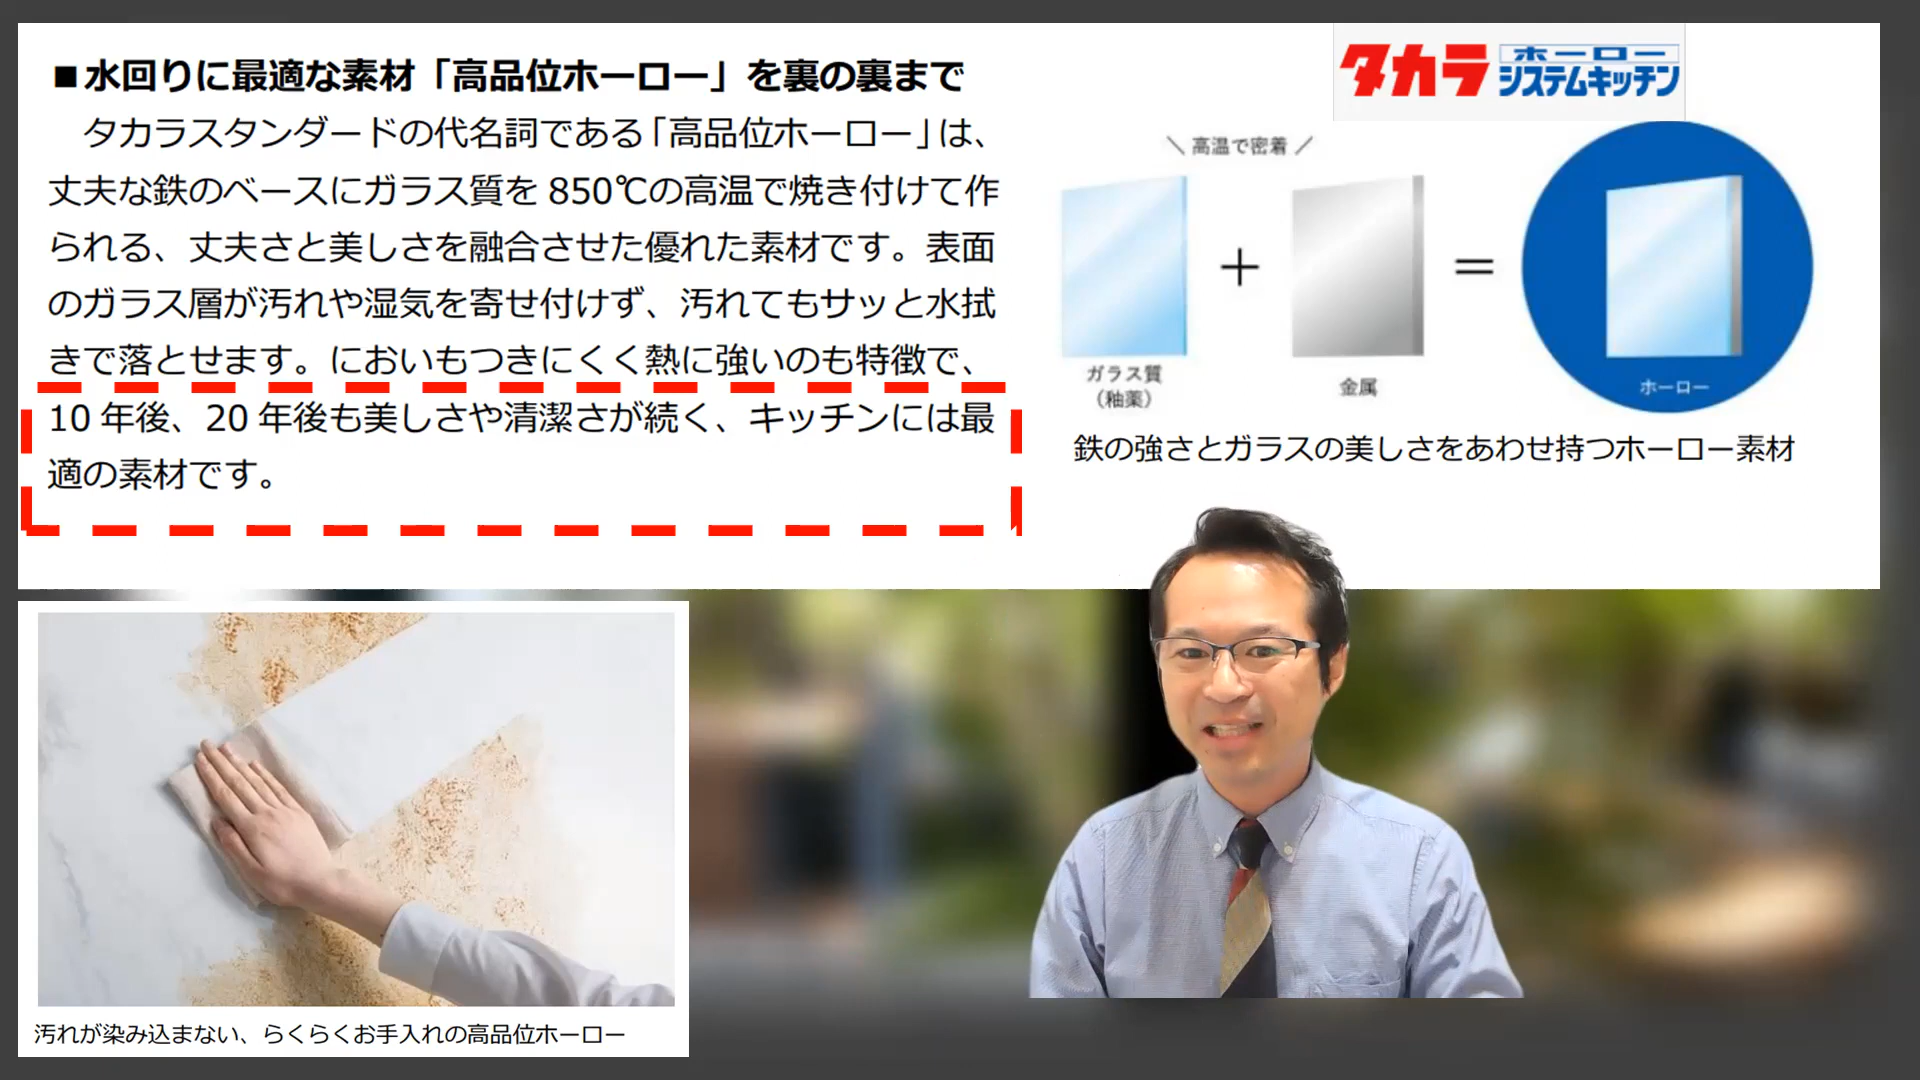 ■水回りに最適な素材「高品位ホーロー」を裏の裏まで
タカラスタンダードの代名詞である「高品位ホーロー」は、
丈夫な鉄のベースにガラス質を 850℃の高温で焼き付けて作
られる、丈夫さと美しさを融合させた優れた素材です。表面
のガラス層が汚れや湿気を寄せ付けず、汚れてもサッと水拭
きで落とせます。においもつきにくく熱に強いのも特徴で、
10 年後、20 年後も美しさや清潔さが続く、キッチンには最
適の素材です。
タカラ
ホーロー
システムキッチン
＼高温で密着／
＋
＝
ガラス質
（釉薬）
金属
ホーロー
鉄の強さとガラスの美しさをあわせ持つホーロー素材
汚れが染み込まない、らくらくお手入れの高品位ホーロー